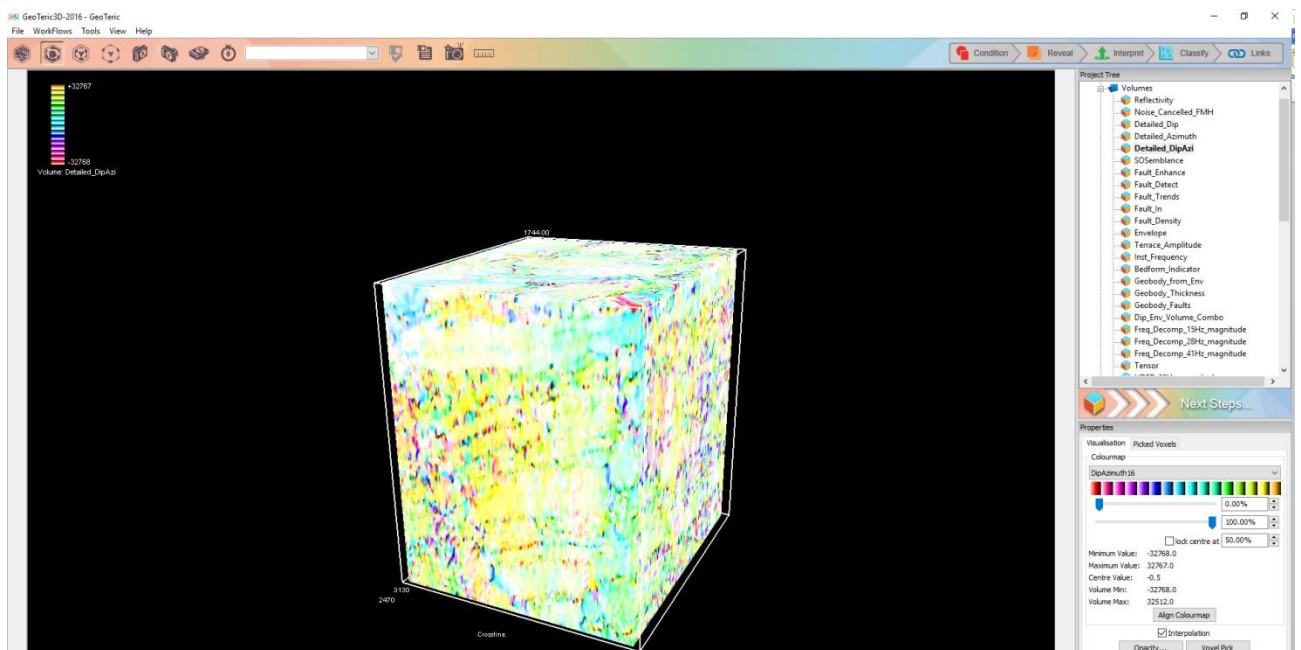 GeoTeric3D-2016 - GeoTeric
File WorkFlows Tools View Help
Condition Reveal Interpret Classify Links
+32767
-32768
Volume: Detailed_DipAzi
1744.00
3130
2470
Crossline
Project Tree
Volumes
Reflectivity
Noise_Cancelled_FMH
Detailed_Dip
Detailed_Azimuth
Detailed_DipAzi
SOSemblance
Fault_Enhance
Fault_Detect
Fault_Trends
Fault_In
Fault_Density
Envelope
Terrace_Amplitude
Inst_Frequency
Bedform_Indicator
Geobody_from_Env
Geobody_Thickness
Geobody_Faults
Dip_Env_Volume_Combo
Freq_Decomp_15Hz_magnitude
Freq_Decomp_28Hz_magnitude
Freq_Decomp_41Hz_magnitude
Tensor
Next Steps...
Properties
Visualisation Picked Voxels
Colourmap
DipAzimuth16
0.00%
100.00%
lock centre at 50.00%
Minimum Value: -32768.0
Maximum Value: 32767.0
Centre Value: -0.5
Volume Min: -32768.0
Volume Max: 32512.0
Align Colourmap
Interpolation
Opacity... Voxel Pick